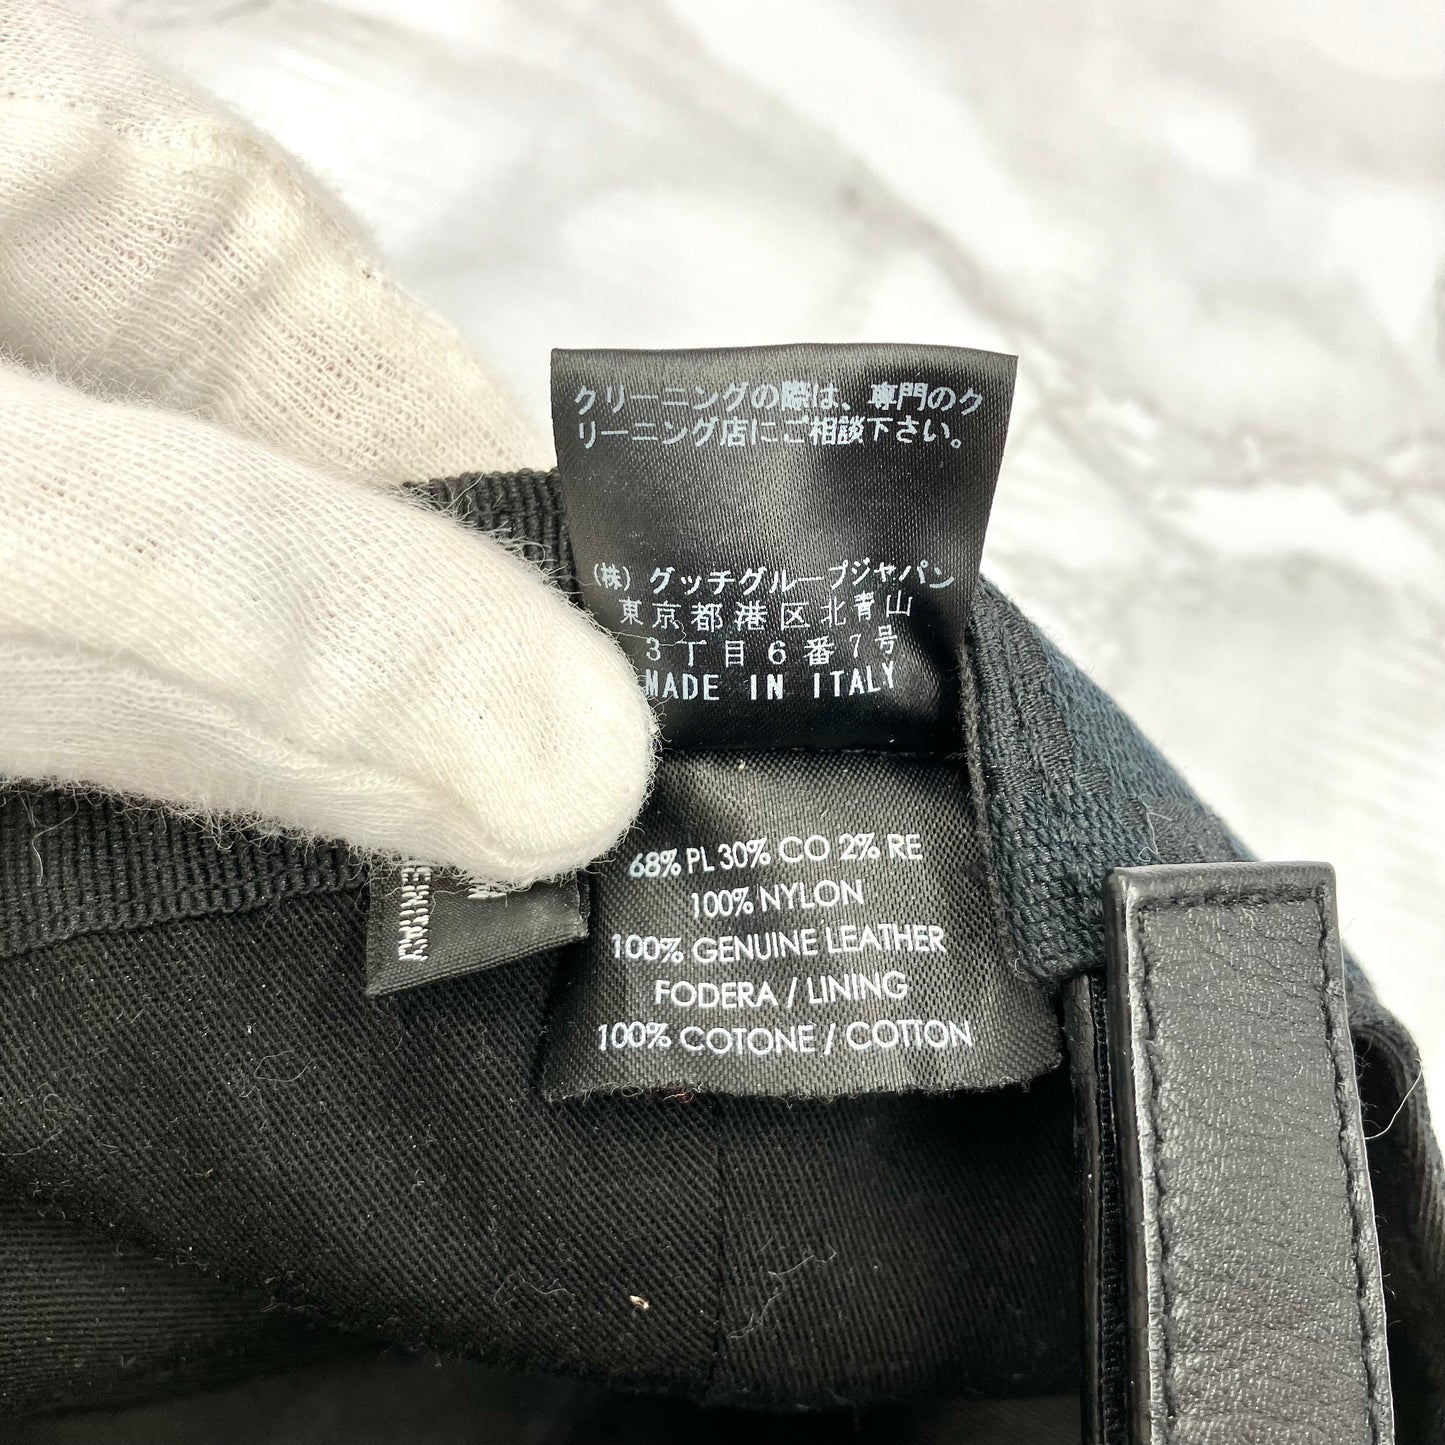 クリーニングの際は、専門のク
リーニング店にご相談下さい。
(株) グッチグループジャパン
東京都港区北青山
3丁目6番7号
MADE IN ITALY
68% PL 30% CO 2% RE
100% NYLON
100% GENUINE LEATHER
FODERA / LINING
100% COTONE / COTTON